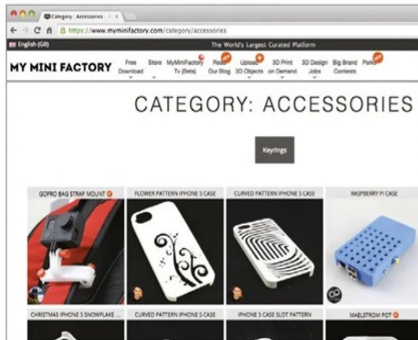 Category: Accessories
https://www.myminifactory.com/category/accessories
English (GB)
The World's Largest Curated Platform
MY MINI FACTORY
Free Download
Store
MyMiniFactory Tv (Beta)
Read Our Blog
Upload 3D Objects
3D Print on Demand
3D Design Jobs
Big Brand Contests
Perks
CATEGORY: ACCESSORIES
Keyrings
GOPRO BAG STRAP MOUNT
FLOWER PATTERN IPHONE 5 CASE
CURVED PATTERN IPHONE 5 CASE
RASPBERRY PI CASE
CHRISTMAS IPHONE 5 SNOWFLAKE ...
CURVED PATTERN IPHONE 5 CASE
IPHONE 5 CASE SLOT PATTERN
MAELSTROM POT